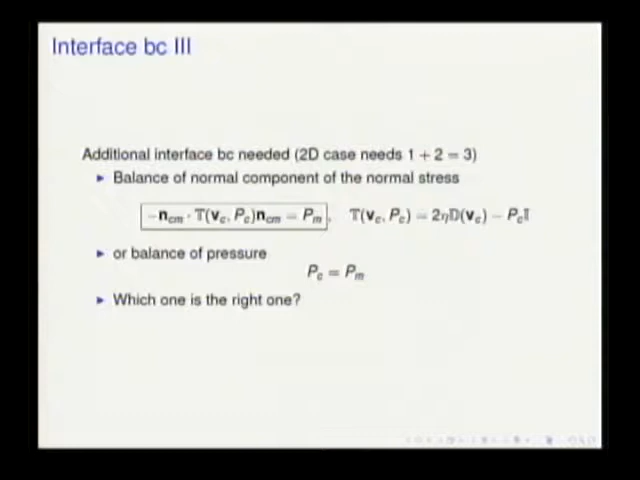 Interface bc III
Additional interface bc needed (2D case needs 1 + 2 = 3)
▸ Balance of normal component of the normal stress
−n_cm · 𝕋(v_c, P_c)n_cm = P_m, 𝕋(v_c, P_c) = 2η𝔻(v_c) − P_c𝕀
▸ or balance of pressure
P_c = P_m
▸ Which one is the right one?